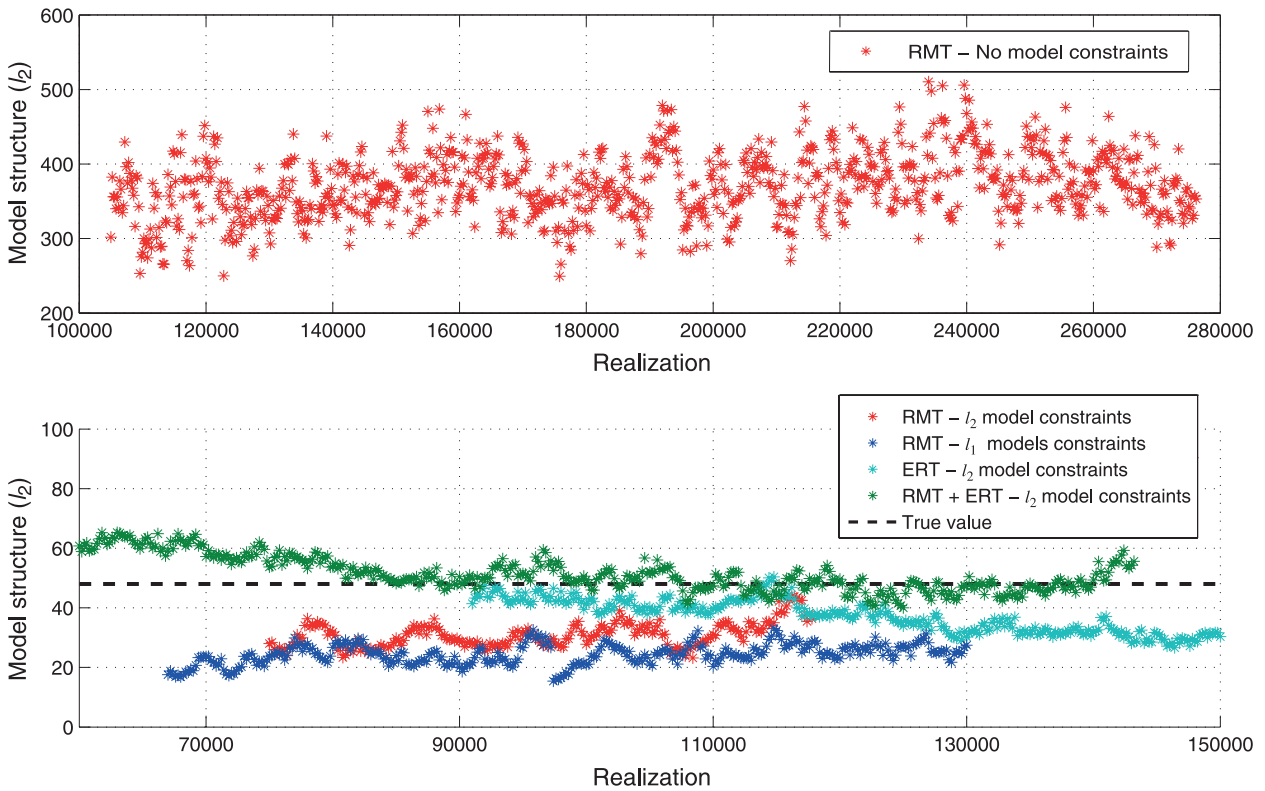 600
500
400
300
200
Model structure (l2)
RMT – No model constraints
100000 120000 140000 160000 180000 200000 220000 240000 260000 280000
Realization
100
80
60
40
20
0
Model structure (l2)
RMT – l2 model constraints
RMT – l1 models constraints
ERT – l2 model constraints
RMT + ERT – l2 model constraints
True value
70000 90000 110000 130000 150000
Realization